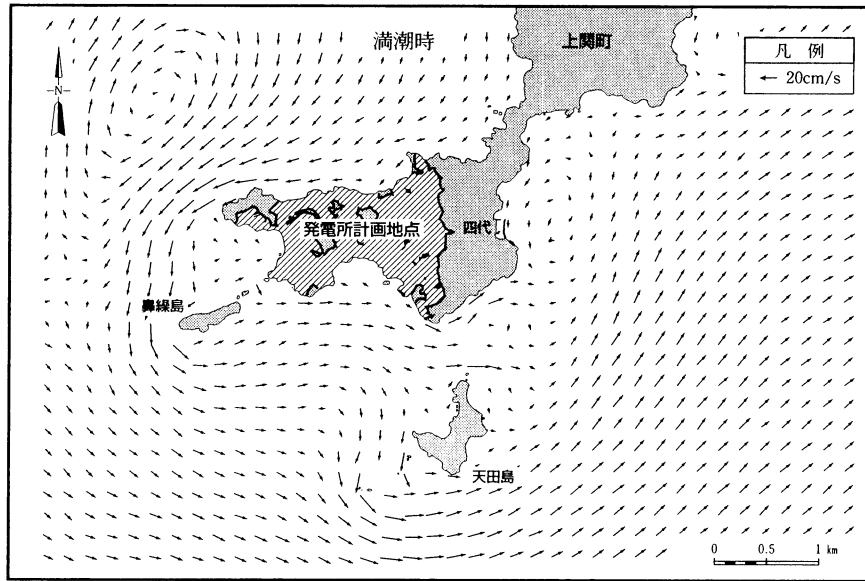 満潮時
上関町
凡 例
20cm/s
N
発電所計画地点
四代
鼻繰島
天田島
0 0.5 1 km